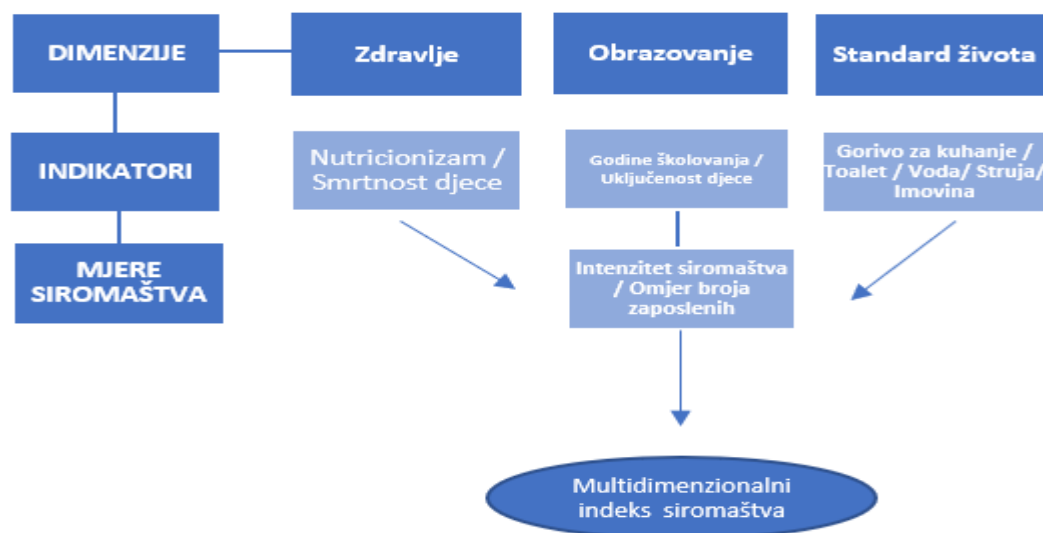 DIMENZIJE
Zdravlje
Obrazovanje
Standard života
INDIKATORI
Nutricionizam /
Smrtnost djece
Godine školovanja /
Uključenost djece
Gorivo za kuhanje /
Toalet / Voda/ Struja/
Imovina
MJERE
SIROMAŠTVA
Intenzitet siromaštva
/ Omjer broja
zaposlenih
Multidimenzionalni
indeks siromaštva